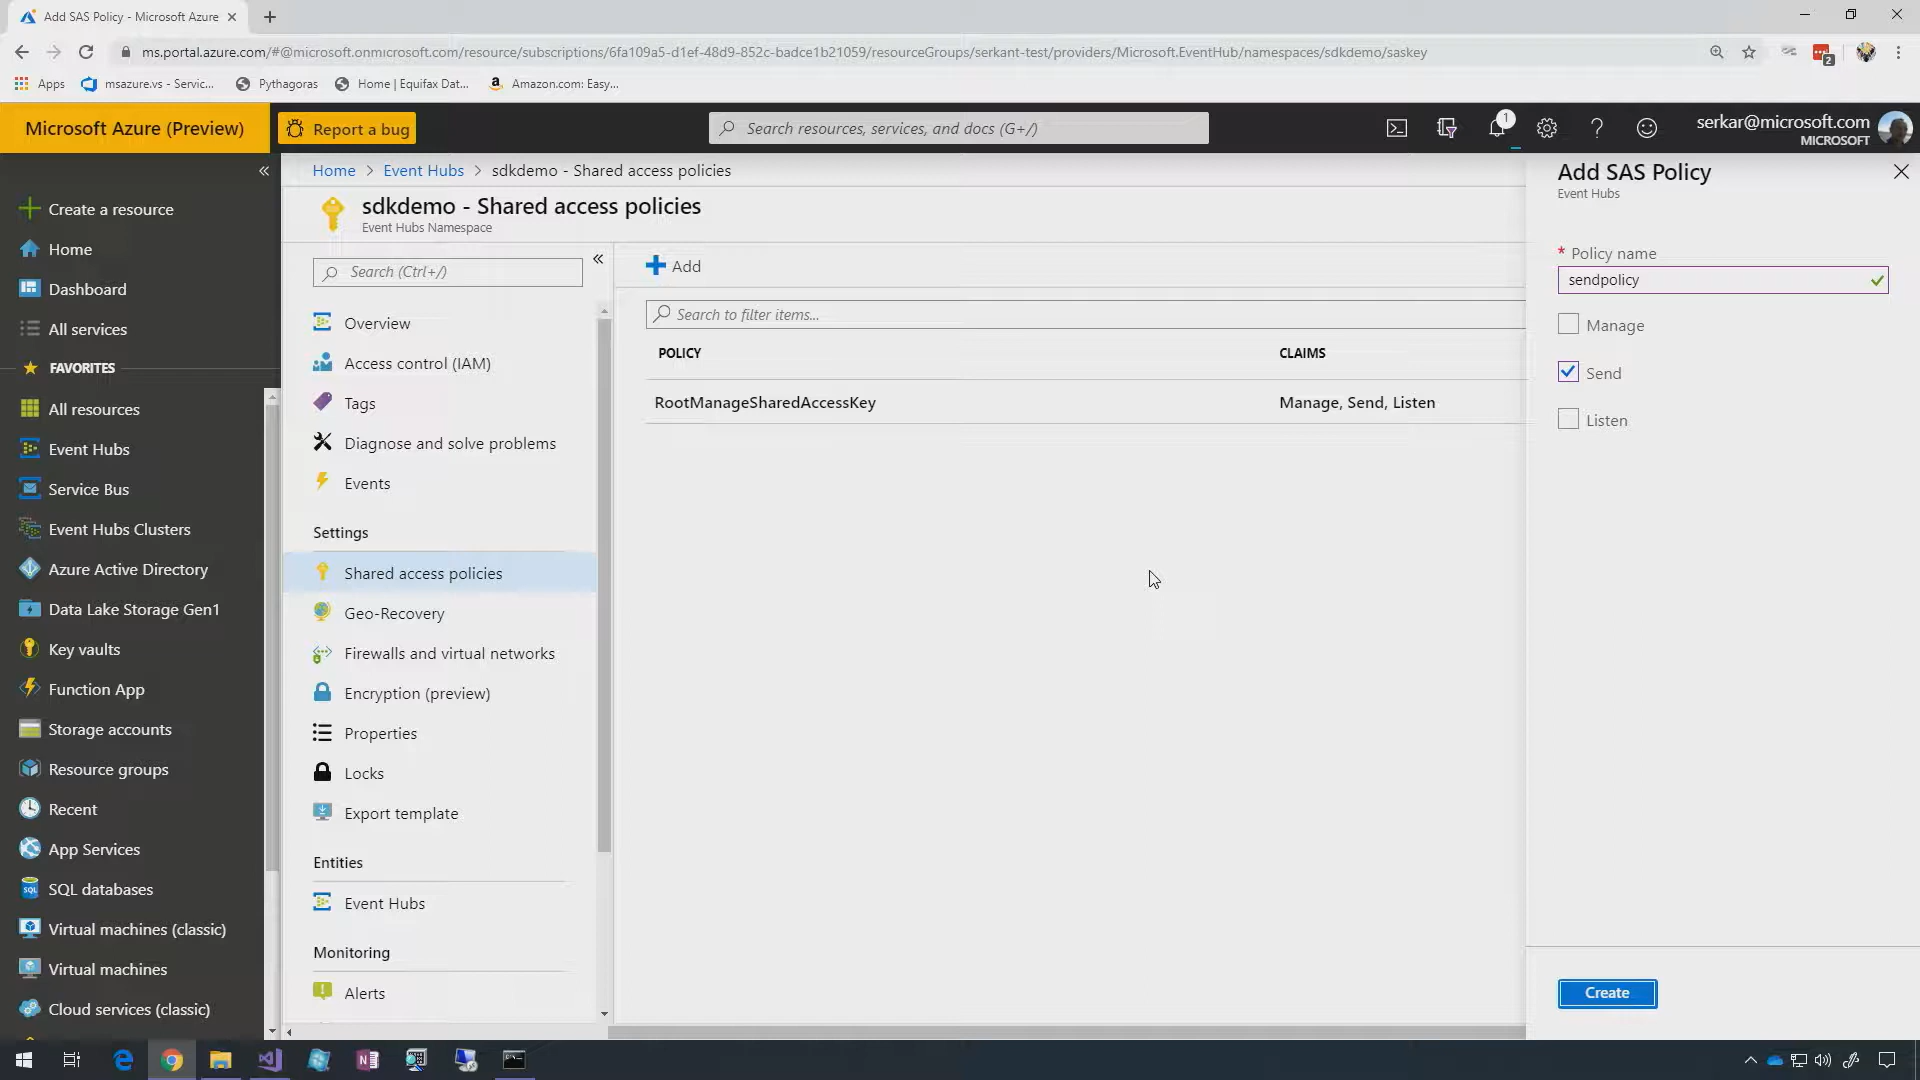 Add SAS Policy - Microsoft Azure
ms.portal.azure.com/#@microsoft.onmicrosoft.com/resource/subscriptions/6fa109a5-d1ef-48d9-852c-badce1b21059/resourceGroups/serkant-test/providers/Microsoft.EventHub/namespaces/sdkdemo/saskey
2
Apps
msazure.vs - Servic...
Pythagoras
Home | Equifax Dat...
Amazon.com: Easy...
Microsoft Azure (Preview)
Report a bug
Search resources, services, and docs (G+/)
1
serkar@microsoft.com
MICROSOFT
Create a resource
Home
Dashboard
All services
FAVORITES
All resources
Event Hubs
Service Bus
Event Hubs Clusters
Azure Active Directory
Data Lake Storage Gen1
Key vaults
Function App
Storage accounts
Resource groups
Recent
App Services
SQL databases
Virtual machines (classic)
Virtual machines
Cloud services (classic)
Home > Event Hubs > sdkdemo - Shared access policies
sdkdemo - Shared access policies
Event Hubs Namespace
Search (Ctrl+/)
Overview
Access control (IAM)
Tags
Diagnose and solve problems
Events
Settings
Shared access policies
Geo-Recovery
Firewalls and virtual networks
Encryption (preview)
Properties
Locks
Export template
Entities
Event Hubs
Monitoring
Alerts
Add
Search to filter items...
POLICY CLAIMS
RootManageSharedAccessKey Manage, Send, Listen
Add SAS Policy
Event Hubs
* Policy name
sendpolicy
Manage
Send
Listen
Create